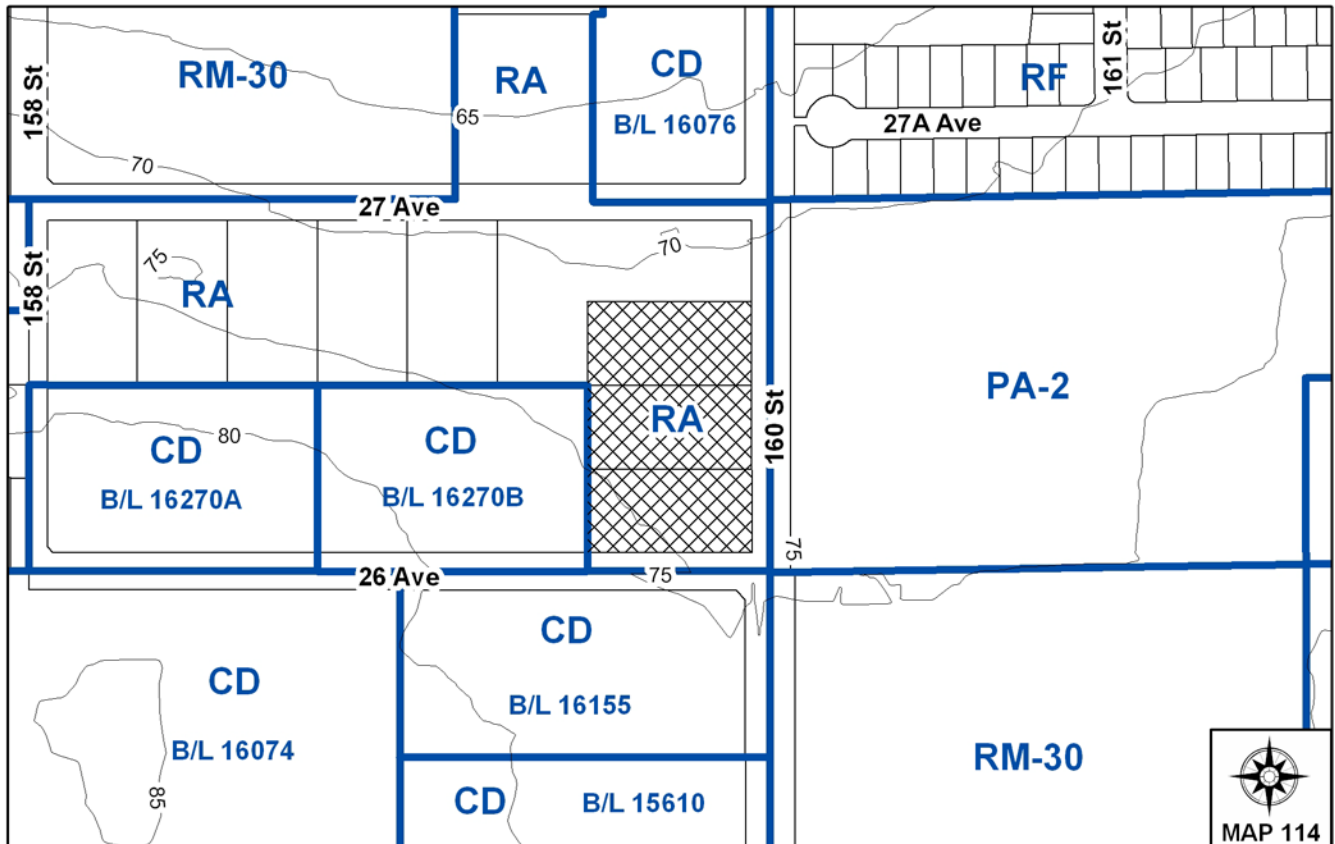 158 St
RM-30
RA
CD
B/L 16076
RF
161 St
27A Ave
65
70
27 Ave
158 St
75
RA
70
RA
160 St
PA-2
80
CD
B/L 16270A
CD
B/L 16270B
75
26 Ave
75
CD
B/L 16155
CD
B/L 16074
85
CD
B/L 15610
RM-30
MAP 114